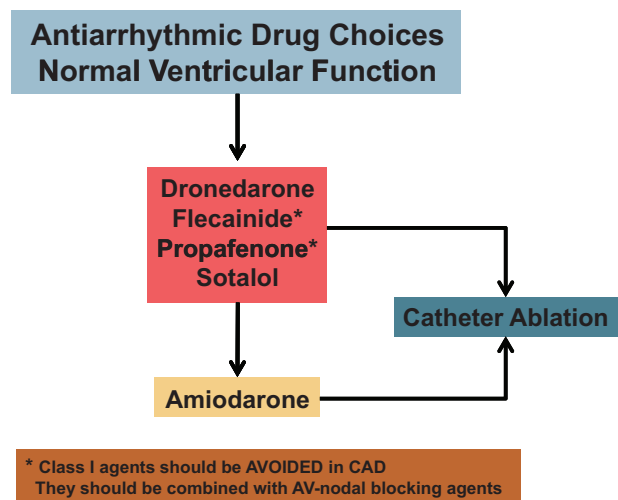 Antiarrhythmic Drug Choices
Normal Ventricular Function
Dronedarone
Flecainide*
Propafenone*
Sotalol
Catheter Ablation
Amiodarone
* Class I agents should be AVOIDED in CAD
They should be combined with AV-nodal blocking agents